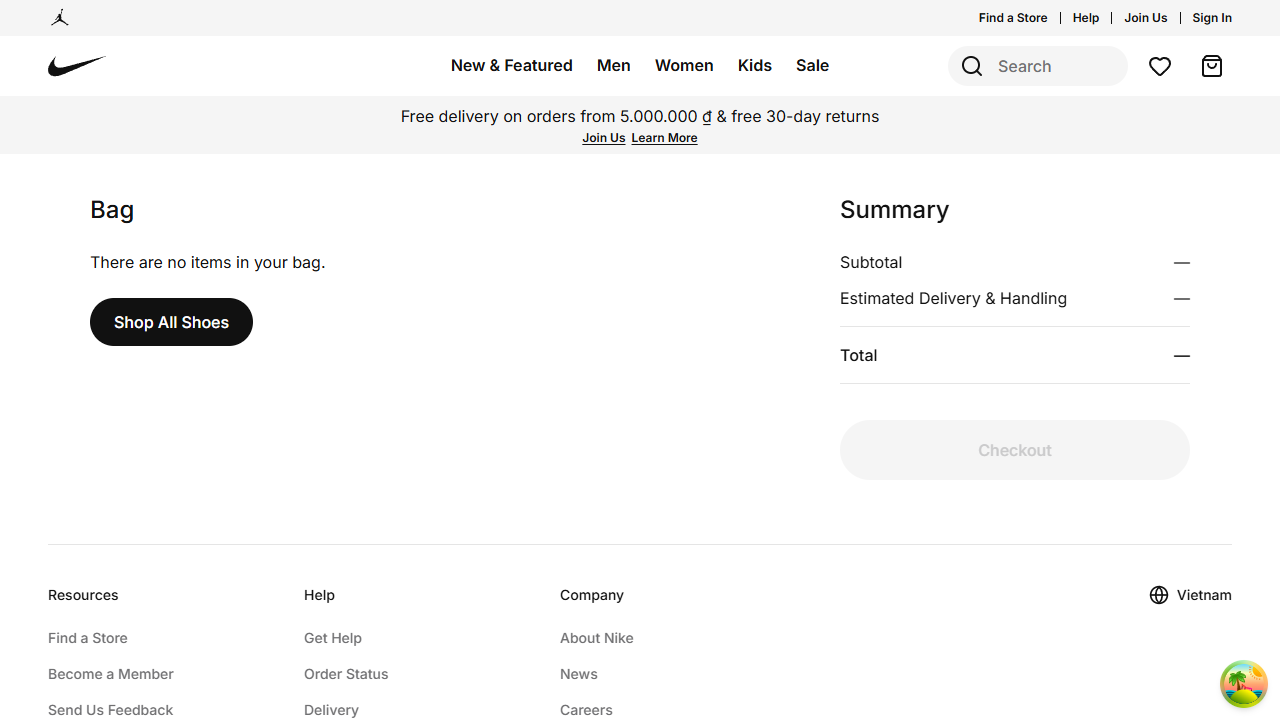 Find a Store
Help
Join Us
Sign In
New & Featured
Men
Women
Kids
Sale
Search
Free delivery on orders from 5.000.000 ₫ & free 30-day returns
Join Us Learn More
Bag
There are no items in your bag.
Shop All Shoes
Summary
Subtotal —
Estimated Delivery & Handling —
Total —
Checkout
Resources
Find a Store
Become a Member
Send Us Feedback
Help
Get Help
Order Status
Delivery
Company
About Nike
News
Careers
Vietnam